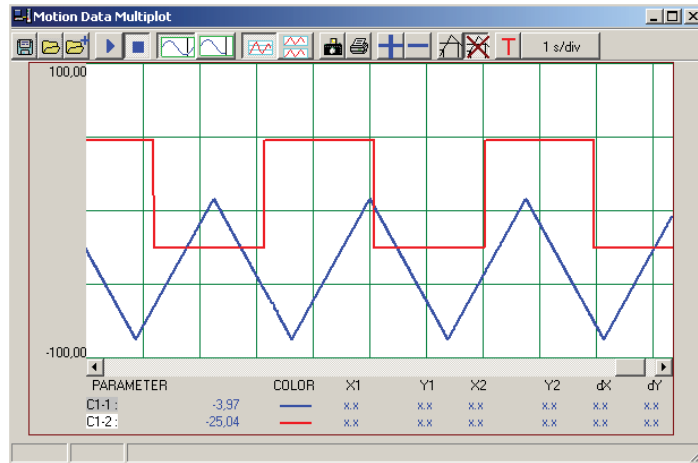 Motion Data Multiplot
T 1 s/div
100,00
-100,00
PARAMETER COLOR X1 Y1 X2 Y2 dX dY
C1-1 : -3,97 x.x x.x x.x x.x x.x x.x
C1-2 : -25,04 x.x x.x x.x x.x x.x x.x